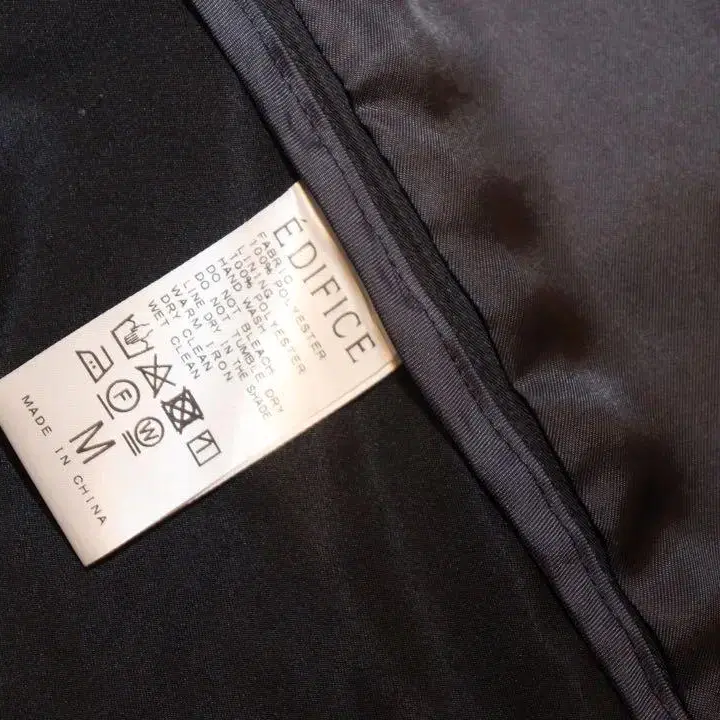 ÉDIFICE
FABRIC
100% POLYESTER
LINING
100% POLYESTER
HAND WASH
DO NOT BLEACH
DO NOT TUMBLE DRY
LINE DRY IN THE SHADE
WARM IRON
DRY CLEAN
WET CLEAN
F W
M
MADE IN CHINA